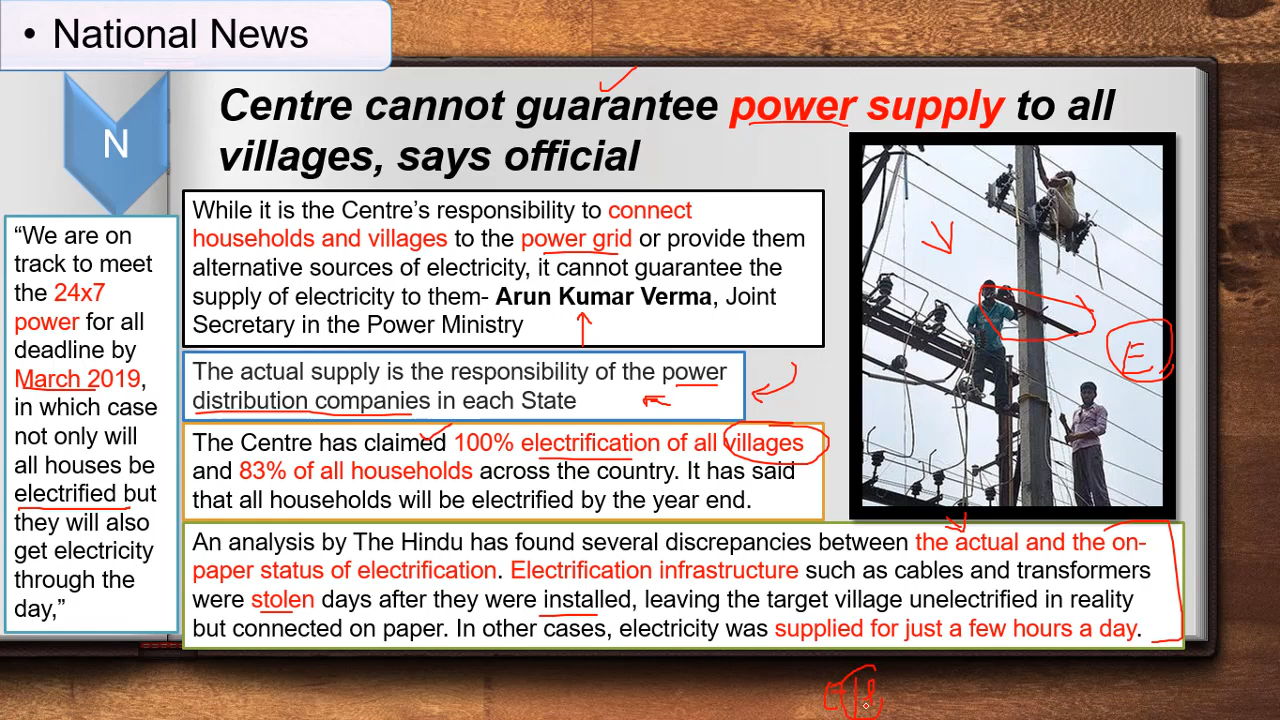 • National News
N
Centre cannot guarantee power supply to all
villages, says official
“We are on
track to meet
the 24x7
power for all
deadline by
March 2019,
in which case
not only will
all houses be
electrified but
they will also
get electricity
through the
day,”
While it is the Centre’s responsibility to connect
households and villages to the power grid or provide them
alternative sources of electricity, it cannot guarantee the
supply of electricity to them- Arun Kumar Verma, Joint
Secretary in the Power Ministry
The actual supply is the responsibility of the power
distribution companies in each State
The Centre has claimed 100% electrification of all villages
and 83% of all households across the country. It has said
that all households will be electrified by the year end.
An analysis by The Hindu has found several discrepancies between the actual and the on-
paper status of electrification. Electrification infrastructure such as cables and transformers
were stolen days after they were installed, leaving the target village unelectrified in reality
but connected on paper. In other cases, electricity was supplied for just a few hours a day.
E